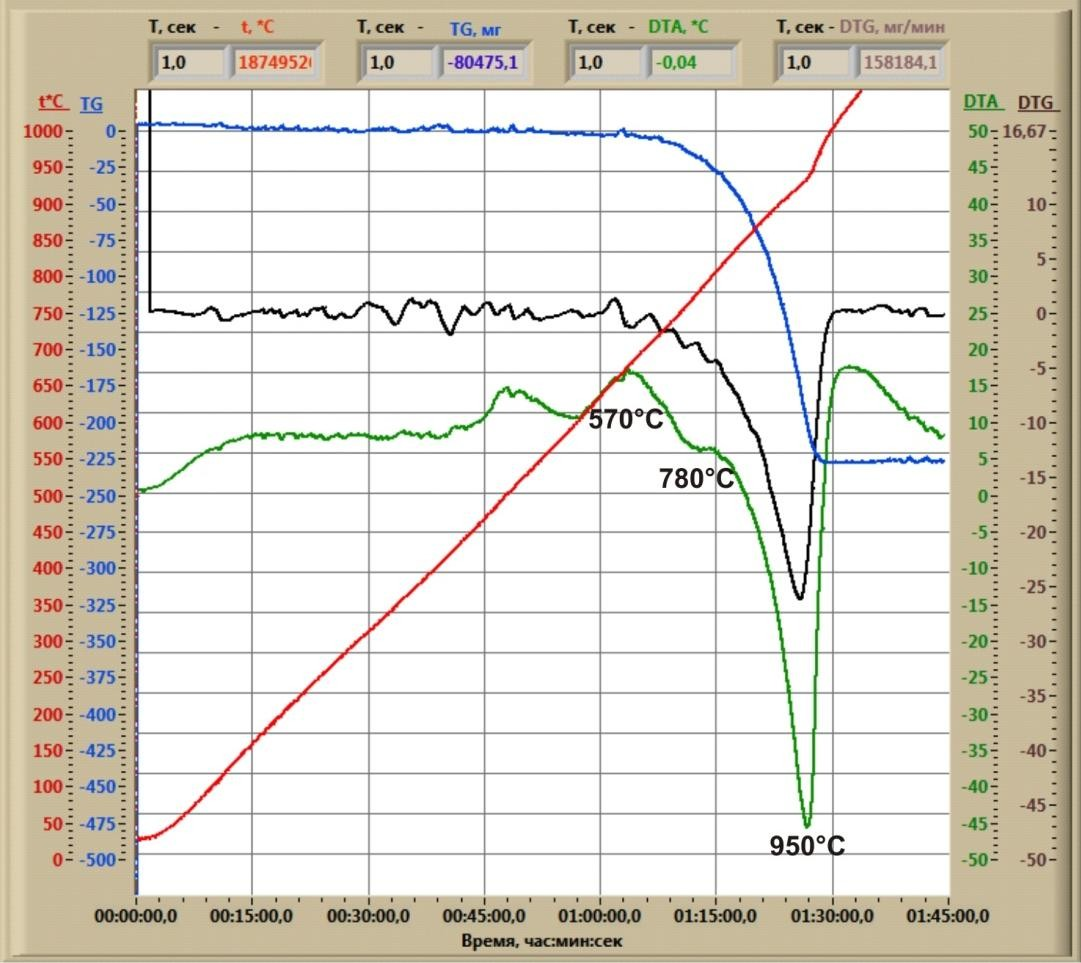 T, сек - t, *C T, сек - TG, мг T, сек - DTA, *C T, сек - DTG, мг/мин
1,0 1874952( 1,0 -80475,1 1,0 -0,04 1,0 158184,1
t*C TG DTA DTG
1000 0 50 16,67
950 -25 45
900 -50 40 10
850 -75 35 5
800 -100 30
750 -125 25 0
700 -150 20
650 -175 15 -5
600 -200 570°C 10 -10
550 -225 780°C 5
500 -250 0 -15
450 -275 -5 -20
400 -300 -10
350 -325 -15 -25
300 -350 -20 -30
250 -375 -25
200 -400 -30 -35
150 -425 -35 -40
100 -450 -40
50 -475 950°C -45 -45
0 -500 -50 -50
00:00:00,0 00:15:00,0 00:30:00,0 00:45:00,0 01:00:00,0 01:15:00,0 01:30:00,0 01:45:00,0
Время, час:мин:сек